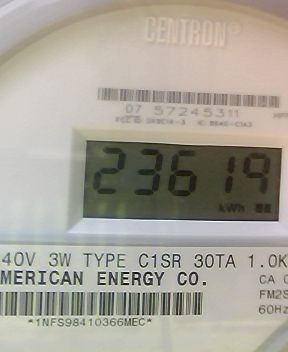 CENTRON®
07 57245311
23619
kWh
40V 3W TYPE C1SR 30TA 1.0K
MERICAN ENERGY CO.
CA
FM2S
60Hz
*1NFS98410366MEC*